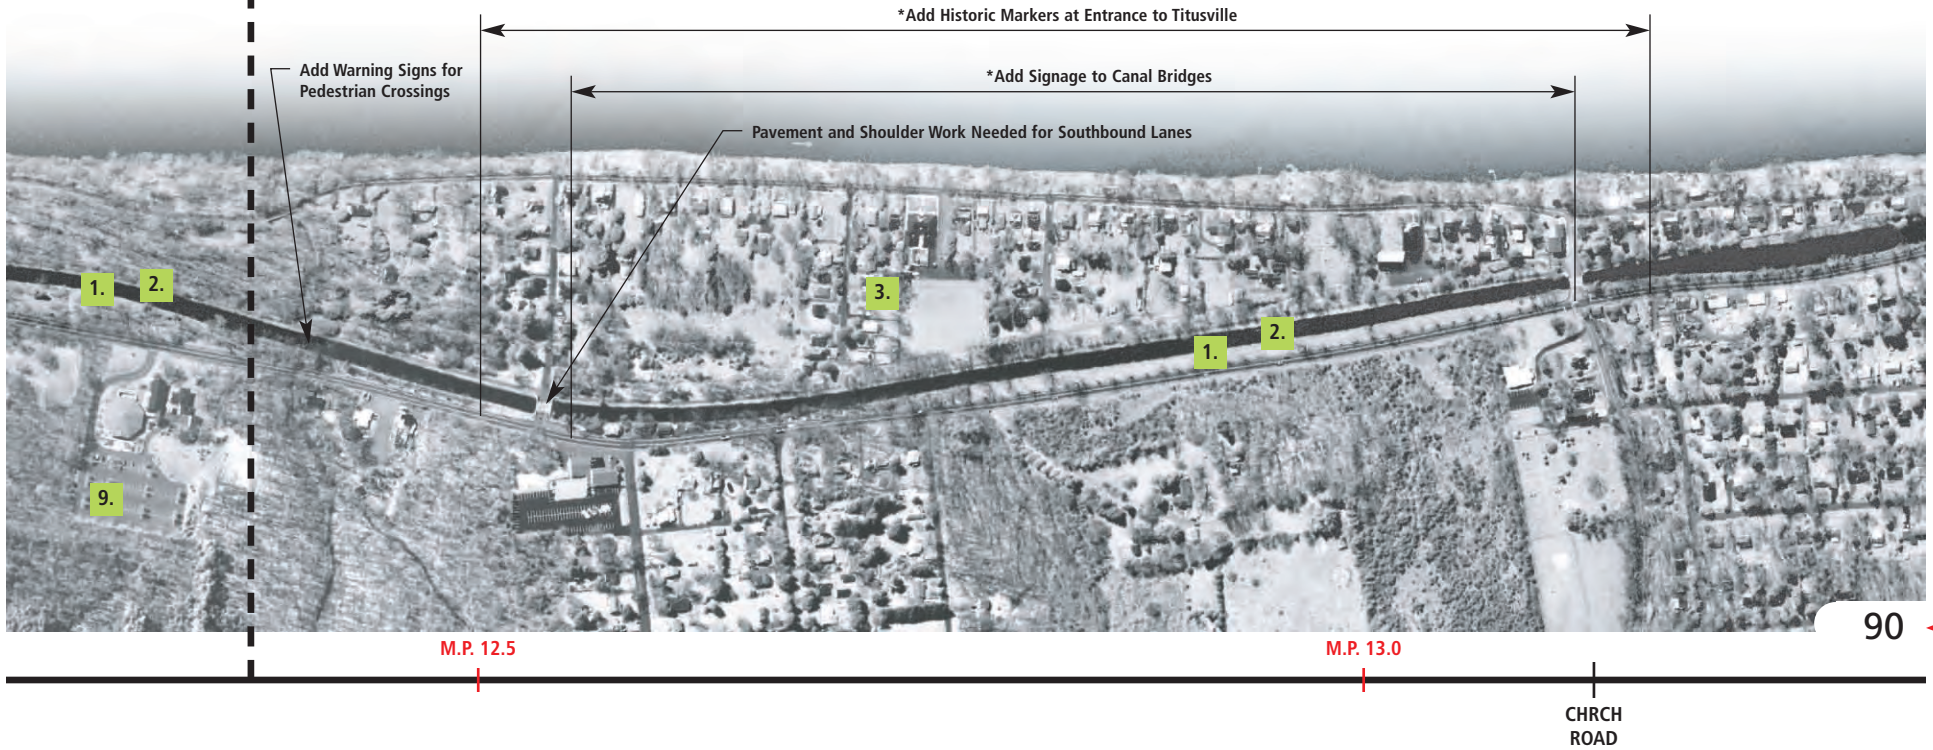 *Add Historic Markers at Entrance to Titusville
Add Warning Signs for
Pedestrian Crossings
*Add Signage to Canal Bridges
Pavement and Shoulder Work Needed for Southbound Lanes
1.
2.
3.
1.
2.
9.
90
M.P. 12.5
M.P. 13.0
CHRCH
ROAD